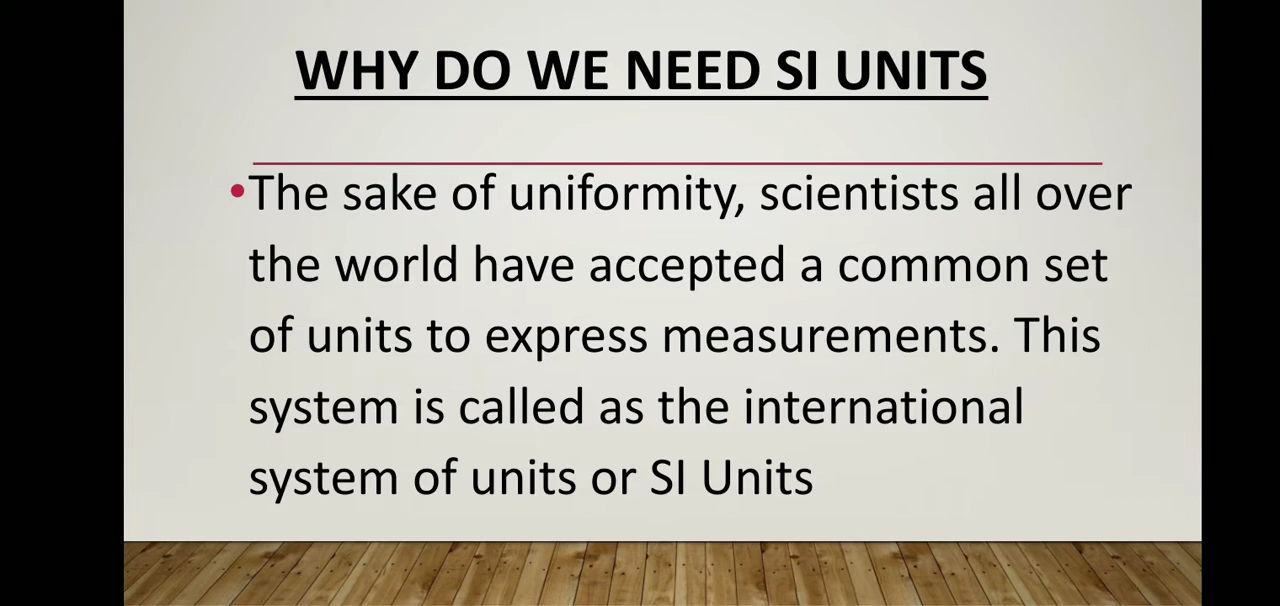 WHY DO WE NEED SI UNITS
•The sake of uniformity, scientists all over
the world have accepted a common set
of units to express measurements. This
system is called as the international
system of units or SI Units